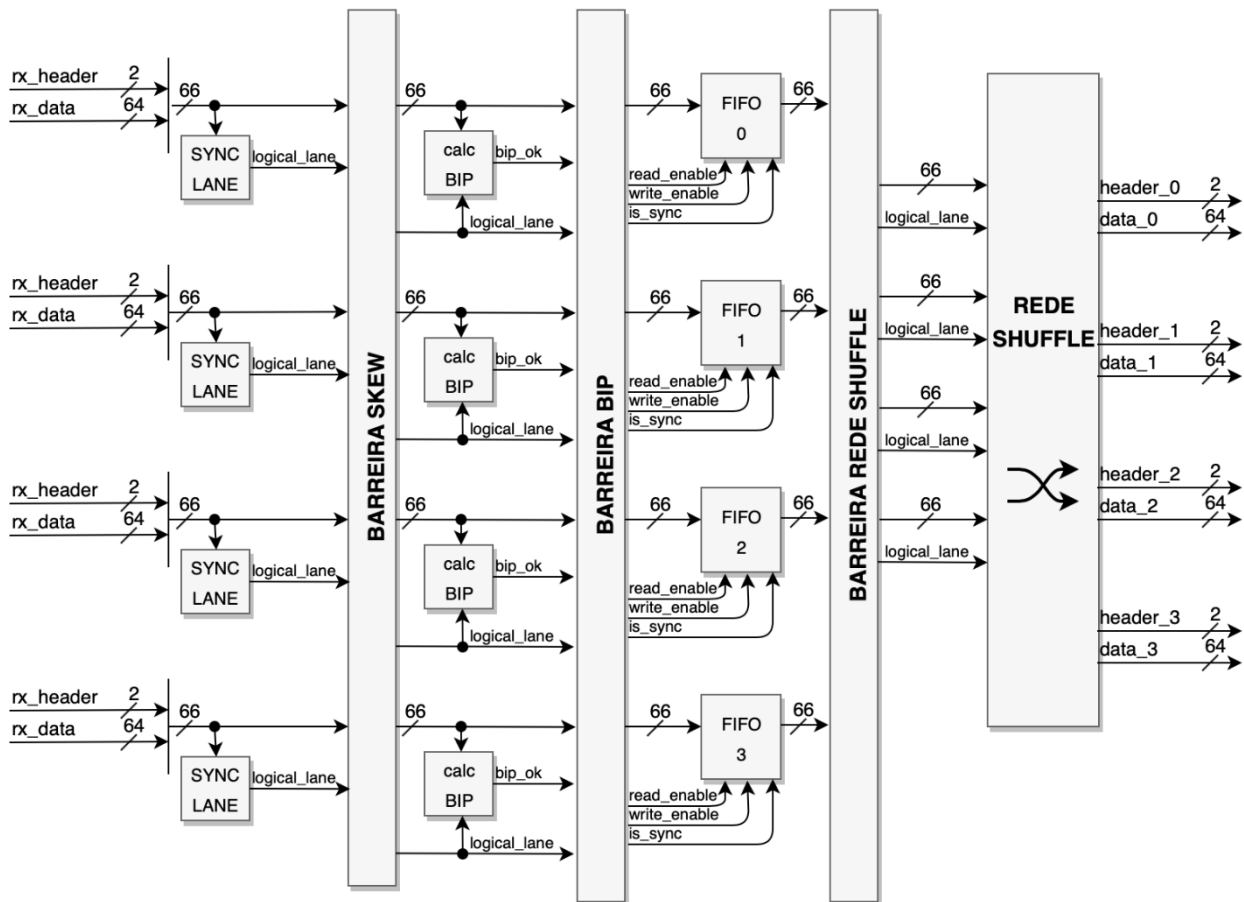 rx_header
2
rx_data
64
66
SYNC
LANE
logical_lane
66
calc
BIP
bip_ok
logical_lane
66
FIFO
0
66
read_enable
write_enable
is_sync
rx_header
2
rx_data
64
66
SYNC
LANE
logical_lane
66
calc
BIP
bip_ok
logical_lane
66
FIFO
1
66
read_enable
write_enable
is_sync
rx_header
2
rx_data
64
66
SYNC
LANE
logical_lane
66
calc
BIP
bip_ok
logical_lane
66
FIFO
2
66
read_enable
write_enable
is_sync
rx_header
2
rx_data
64
66
SYNC
LANE
logical_lane
66
calc
BIP
bip_ok
logical_lane
66
FIFO
3
66
read_enable
write_enable
is_sync
BARREIRA SKEW
BARREIRA BIP
BARREIRA REDE SHUFFLE
66
logical_lane
66
logical_lane
66
logical_lane
66
logical_lane
REDE
SHUFFLE
header_0
2
data_0
64
header_1
2
data_1
64
header_2
2
data_2
64
header_3
2
data_3
64